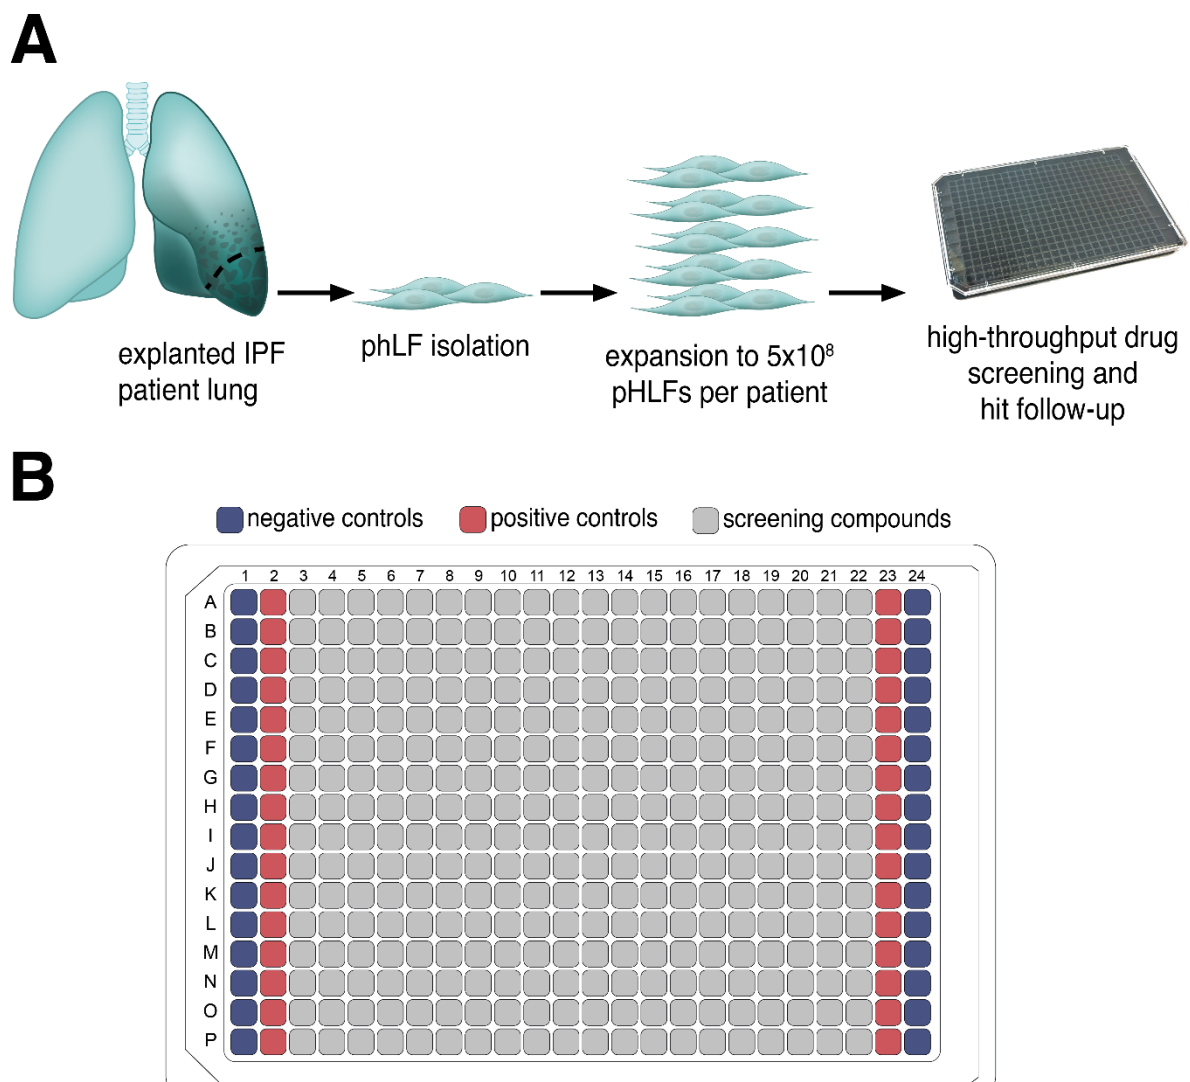 A
explanted IPF
patient lung
phLF isolation
expansion to 5x10⁸
pHLFs per patient
high-throughput drug
screening and
hit follow-up
B
negative controls
positive controls
screening compounds
1 2 3 4 5 6 7 8 9 10 11 12 13 14 15 16 17 18 19 20 21 22 23 24
A
B
C
D
E
F
G
H
I
J
K
L
M
N
O
P